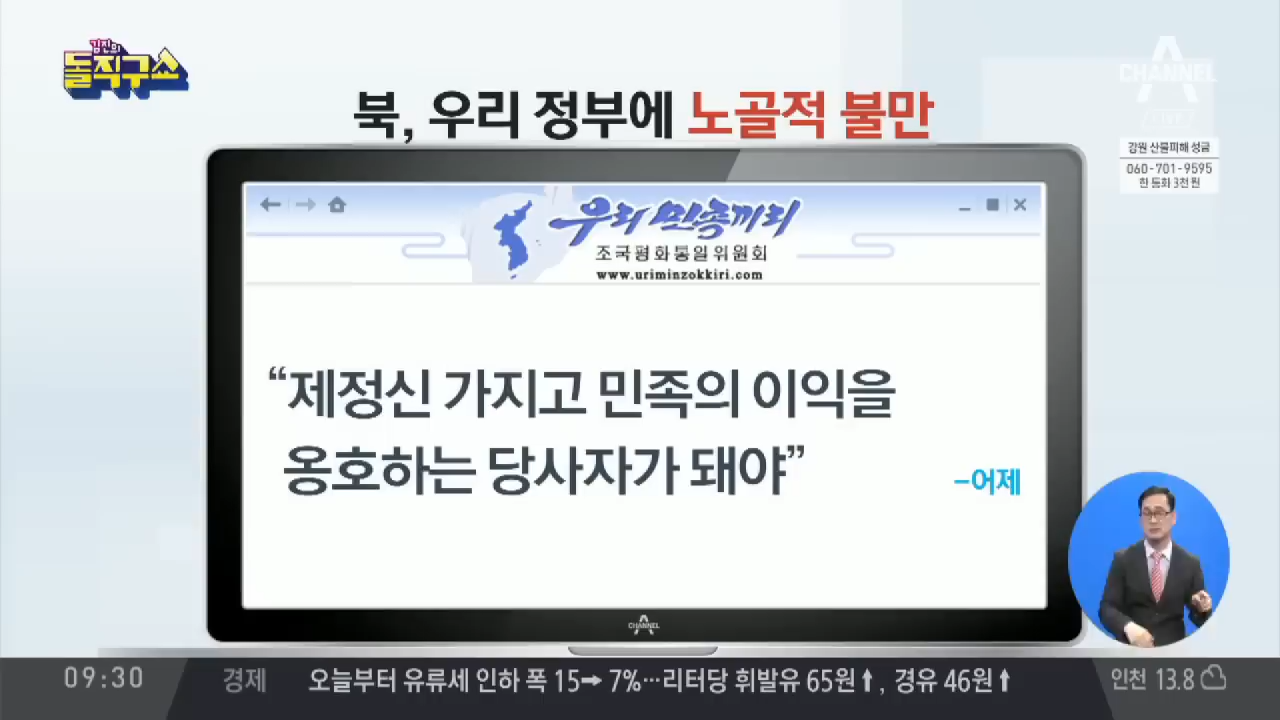 김진의
돌직구쇼
CHANNEL A
LIVE
북, 우리 정부에 노골적 불만
강원 산불피해 성금
060-701-9595
한 통화 3천 원
우리민족끼리
조국평화통일위원회
www.uriminzokkiri.com
“제정신 가지고 민족의 이익을
옹호하는 당사자가 돼야”
-어제
CHANNEL A
09:30
경제
오늘부터 유류세 인하 폭 15➞ 7%…리터당 휘발유 65원↑, 경유 46원↑
인천 13.8